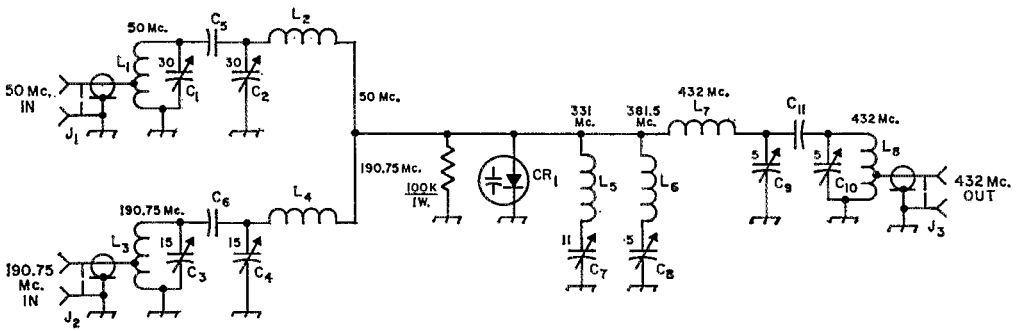 50 Mc.
C5
L2
L1
30
C1
30
C2
50 Mc.
IN
J1
50 Mc.
190.75 Mc.
C6
L4
L3
15
C3
15
C4
190.75
Mc.
IN
J2
190.75 Mc.
100K
1W.
CR1
331
Mc.
L5
11
C7
381.5
Mc.
L6
5
C8
432 Mc.
L7
C11
5
C9
5
C10
432 Mc.
L8
432 Mc.
OUT
J3